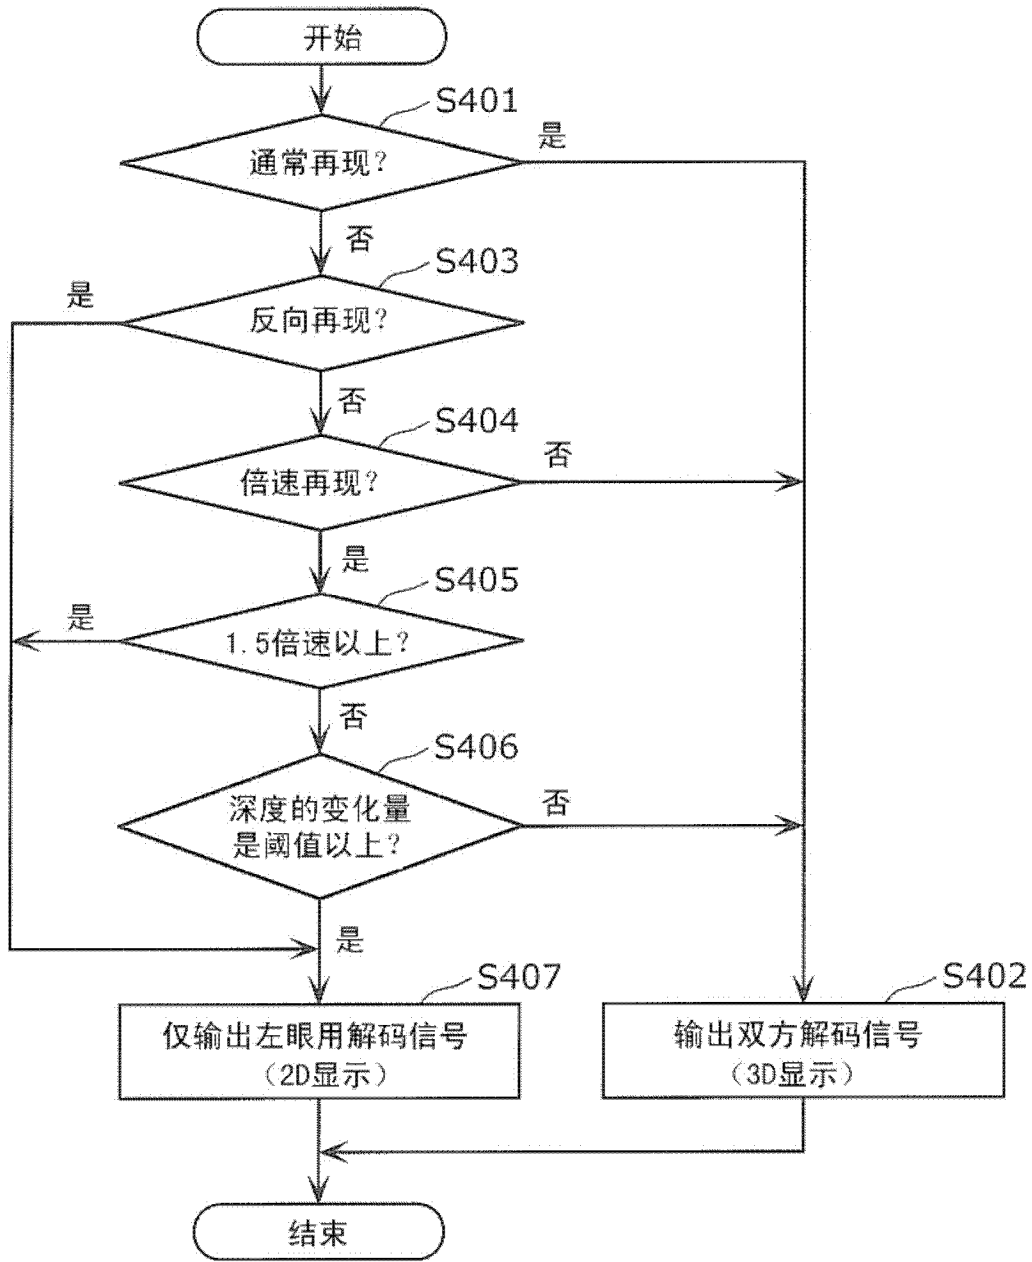 开始
S401
是
通常再现？
否
S403
是
反向再现？
否
S404
否
倍速再现？
是
S405
是
1.5倍速以上？
否
S406
否
深度的变化量
是阈值以上？
是
S407
S402
仅输出左眼用解码信号
（2D显示）
输出双方解码信号
（3D显示）
结束